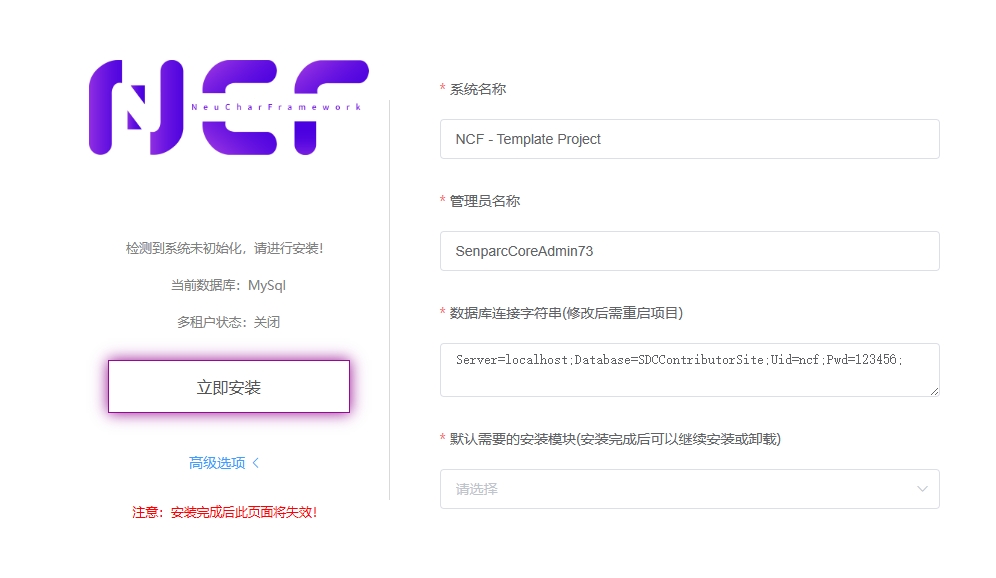 NCF
NeuCharFramework
检测到系统未初始化，请进行安装！
当前数据库：MySql
多租户状态：关闭
立即安装
高级选项
注意：安装完成后此页面将失效！
* 系统名称
NCF - Template Project
* 管理员名称
SenparcCoreAdmin73
* 数据库连接字符串(修改后需重启项目)
Server=localhost;Database=SDCContributorSite;Uid=ncf;Pwd=123456;
* 默认需要的安装模块(安装完成后可以继续安装或卸载)
请选择